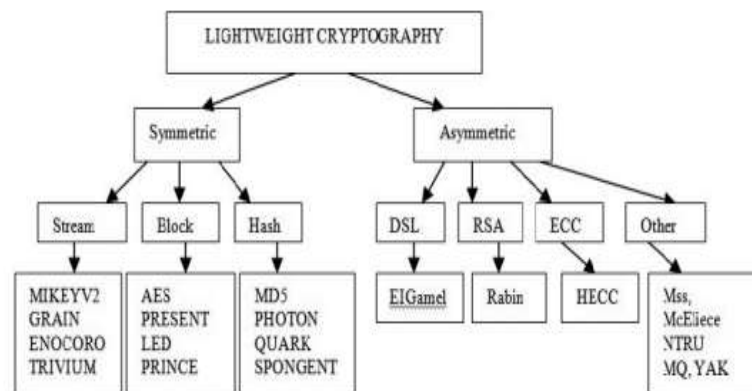 LIGHTWEIGHT CRYPTOGRAPHY
Symmetric
Asymmetric
Stream
Block
Hash
DSL
RSA
ECC
Other
MIKEYV2
GRAIN
ENOCORO
TRIVIUM
AES
PRESENT
LED
PRINCE
MD5
PHOTON
QUARK
SPONGENT
EIGamel
Rabin
HECC
Mss,
McEliece
NTRU
MQ, YAK